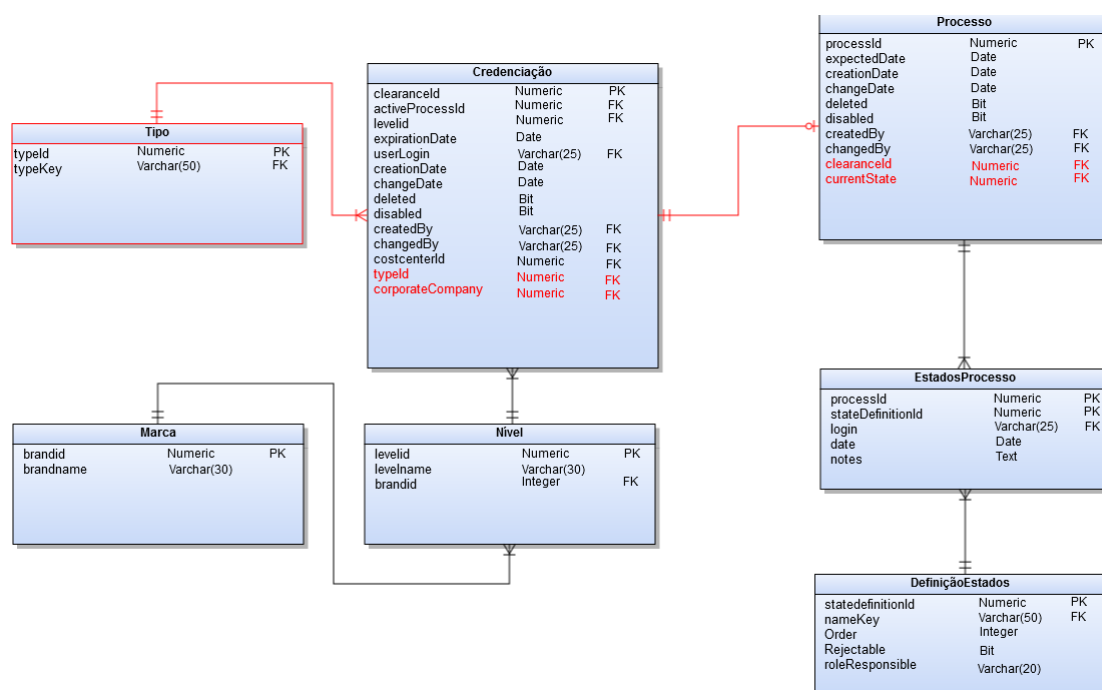 Processo
processId Numeric PK
expectedDate Date
creationDate Date
changeDate Date
deleted Bit
disabled Bit
createdBy Varchar(25) FK
changedBy Varchar(25) FK
clearanceId Numeric FK
currentState Numeric FK
Credenciação
clearanceId Numeric PK
activeProcessId Numeric FK
levelid Numeric FK
expirationDate Date
userLogin Varchar(25) FK
creationDate Date
changeDate Date
deleted Bit
disabled Bit
createdBy Varchar(25) FK
changedBy Varchar(25) FK
costcenterId Numeric FK
typeId Numeric FK
corporateCompany Numeric FK
Tipo
typeId Numeric PK
typeKey Varchar(50) FK
EstadosProcesso
processId Numeric PK
stateDefinitionId Numeric PK
login Varchar(25) FK
date Date
notes Text
Marca
brandid Numeric PK
brandname Varchar(30)
Nível
levelid Numeric PK
levelname Varchar(30)
brandid Integer FK
DefiniçãoEstados
statedefinitionId Numeric PK
nameKey Varchar(50) FK
Order Integer
Rejectable Bit
roleResponsible Varchar(20)